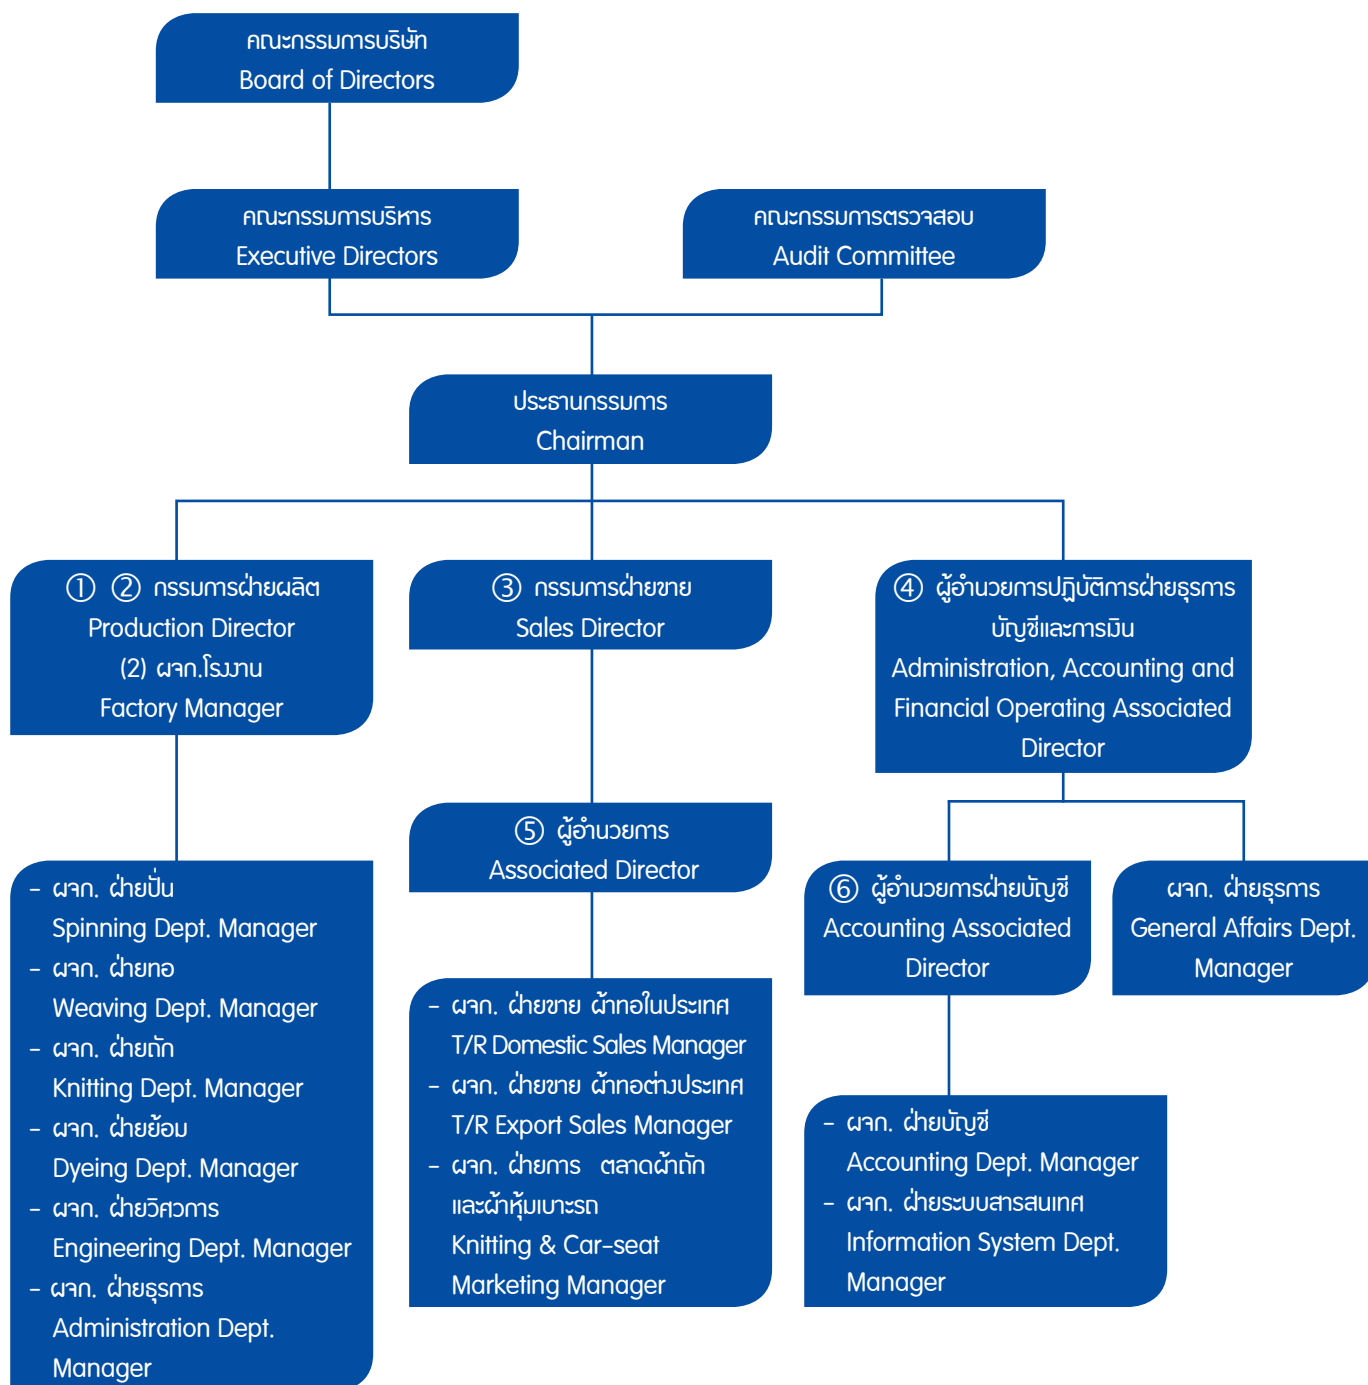 คณะกรรมการบริษัท
Board of Directors
คณะกรรมการบริหาร
Executive Directors
คณะกรรมการตรวจสอบ
Audit Committee
ประธานกรรมการ
Chairman
① ② กรรมการฝ่ายผลิต
Production Director
(2) ผจก.โรงงาน
Factory Manager
③ กรรมการฝ่ายขาย
Sales Director
④ ผู้อำนวยการปฏิบัติการฝ่ายธุรการ
บัญชีและการเงิน
Administration, Accounting and
Financial Operating Associated
Director
⑤ ผู้อำนวยการ
Associated Director
⑥ ผู้อำนวยการฝ่ายบัญชี
Accounting Associated
Director
ผจก. ฝ่ายธุรการ
General Affairs Dept.
Manager
- ผจก. ฝ่ายปั่น
Spinning Dept. Manager
- ผจก. ฝ่ายทอ
Weaving Dept. Manager
- ผจก. ฝ่ายถัก
Knitting Dept. Manager
- ผจก. ฝ่ายย้อม
Dyeing Dept. Manager
- ผจก. ฝ่ายวิศวการ
Engineering Dept. Manager
- ผจก. ฝ่ายธุรการ
Administration Dept.
Manager
- ผจก. ฝ่ายขาย ผ้าทอในประเทศ
T/R Domestic Sales Manager
- ผจก. ฝ่ายขาย ผ้าทอต่างประเทศ
T/R Export Sales Manager
- ผจก. ฝ่ายการ ตลาดผ้าถัก
และผ้าหุ้มเบาะรถ
Knitting & Car-seat
Marketing Manager
- ผจก. ฝ่ายบัญชี
Accounting Dept. Manager
- ผจก. ฝ่ายระบบสารสนเทศ
Information System Dept.
Manager